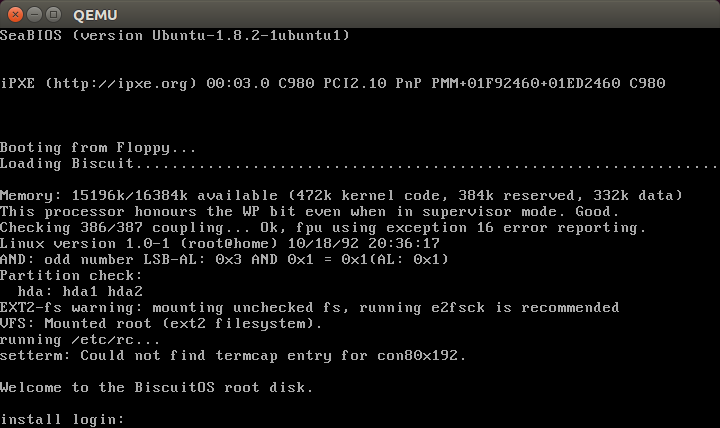 QEMU
SeaBIOS (version Ubuntu-1.8.2-1ubuntu1)
iPXE (http://ipxe.org) 00:03.0 C980 PCI2.10 PnP PMM+01F92460+01ED2460 C980
Booting from Floppy...
Loading Biscuit.................................................................
Memory: 15196k/16384k available (472k kernel code, 384k reserved, 332k data)
This processor honours the WP bit even when in supervisor mode. Good.
Checking 386/387 coupling... Ok, fpu using exception 16 error reporting.
Linux version 1.0-1 (root@home) 10/18/92 20:36:17
AND: odd number LSB-AL: 0x3 AND 0x1 = 0x1(AL: 0x1)
Partition check:
  hda: hda1 hda2
EXT2-fs warning: mounting unchecked fs, running e2fsck is recommended
VFS: Mounted root (ext2 filesystem).
running /etc/rc...
setterm: Could not find termcap entry for con80x192.
Welcome to the BiscuitOS root disk.
install login: